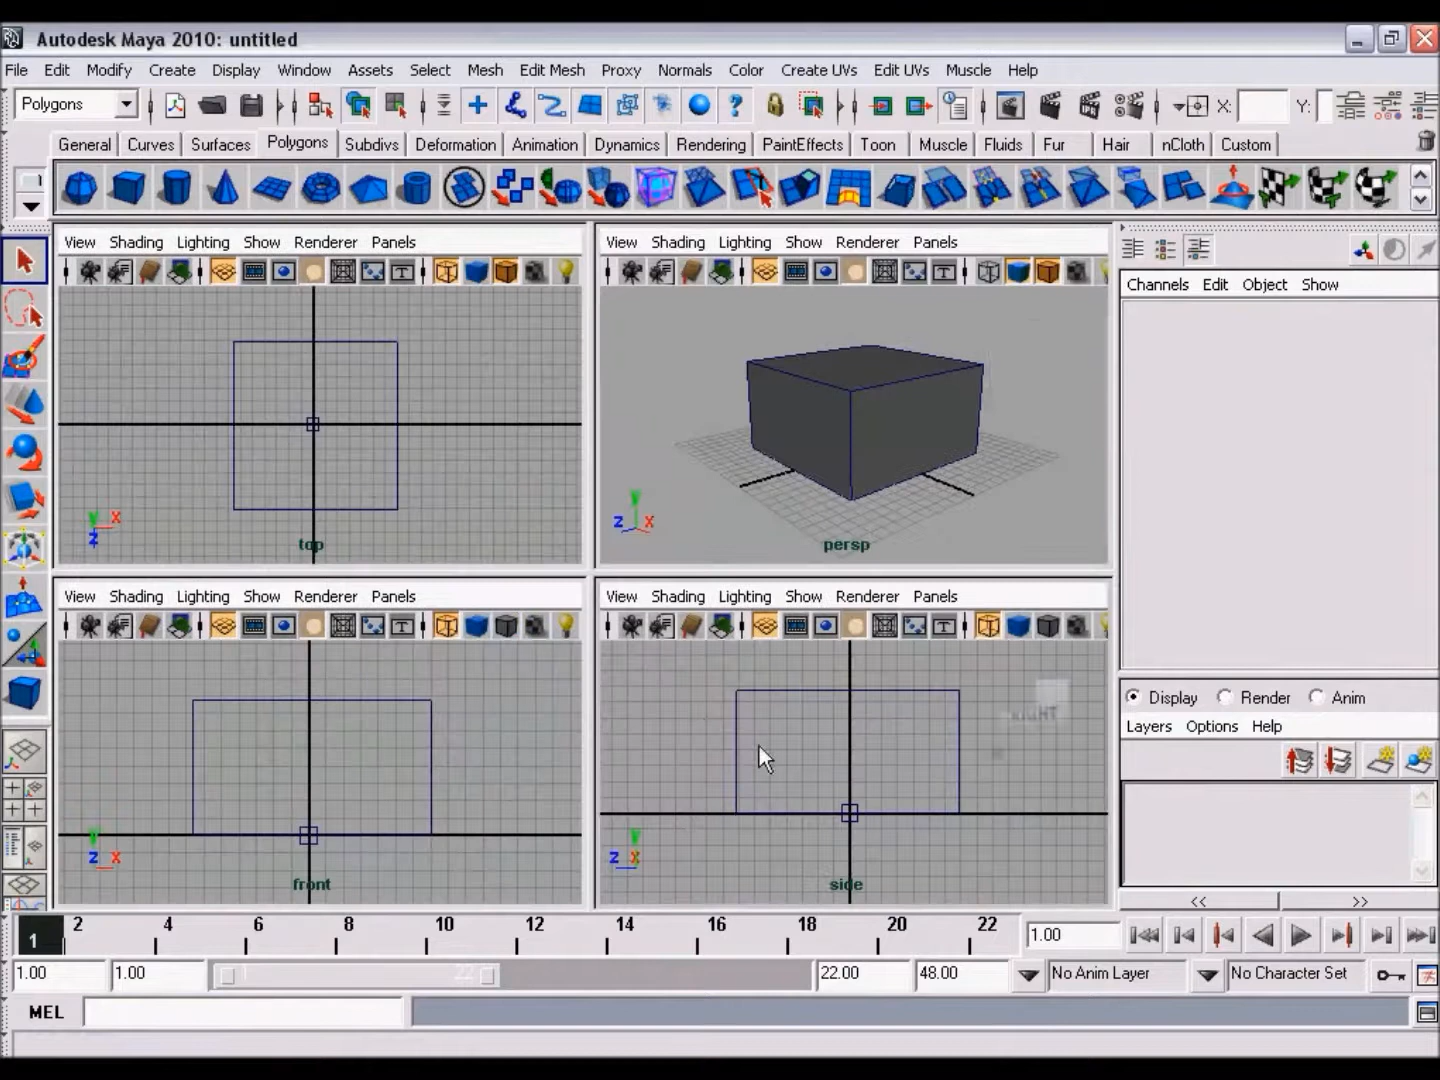 Autodesk Maya 2010: untitled
File Edit Modify Create Display Window Assets Select Mesh Edit Mesh Proxy Normals Color Create UVs Edit UVs Muscle Help
Polygons X: Y:
General Curves Surfaces Polygons Subdivs Deformation Animation Dynamics Rendering PaintEffects Toon Muscle Fluids Fur Hair nCloth Custom
View Shading Lighting Show Renderer Panels
View Shading Lighting Show Renderer Panels
Channels Edit Object Show
y x
z
top
y
z x
persp
View Shading Lighting Show Renderer Panels
View Shading Lighting Show Renderer Panels
Display Render Anim
Layers Options Help
y
z x
front
y
z x
side
<< >>
1 2 4 6 8 10 12 14 16 18 20 22 1.00
1.00 1.00 1 22 22.00 48.00 No Anim Layer No Character Set
MEL